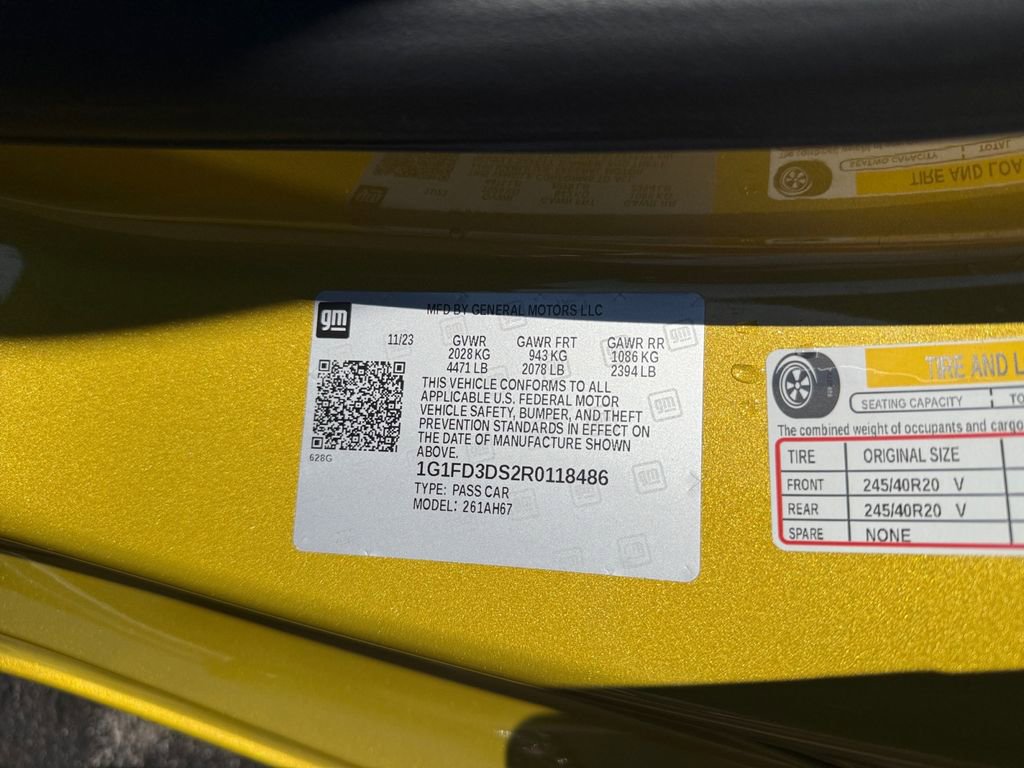 gm
MFD BY GENERAL MOTORS LLC
11/23 GVWR GAWR FRT GAWR RR
2028 KG 943 KG 1086 KG
4471 LB 2078 LB 2394 LB
THIS VEHICLE CONFORMS TO ALL
APPLICABLE U.S. FEDERAL MOTOR
VEHICLE SAFETY, BUMPER, AND THEFT
PREVENTION STANDARDS IN EFFECT ON
THE DATE OF MANUFACTURE SHOWN
ABOVE.
628G
1G1FD3DS2R0118486
TYPE: PASS CAR
MODEL: 261AH67
TIRE AND L
SEATING CAPACITY TO
The combined weight of occupants and cargo
TIRE ORIGINAL SIZE
FRONT 245/40R20 V
REAR 245/40R20 V
SPARE NONE